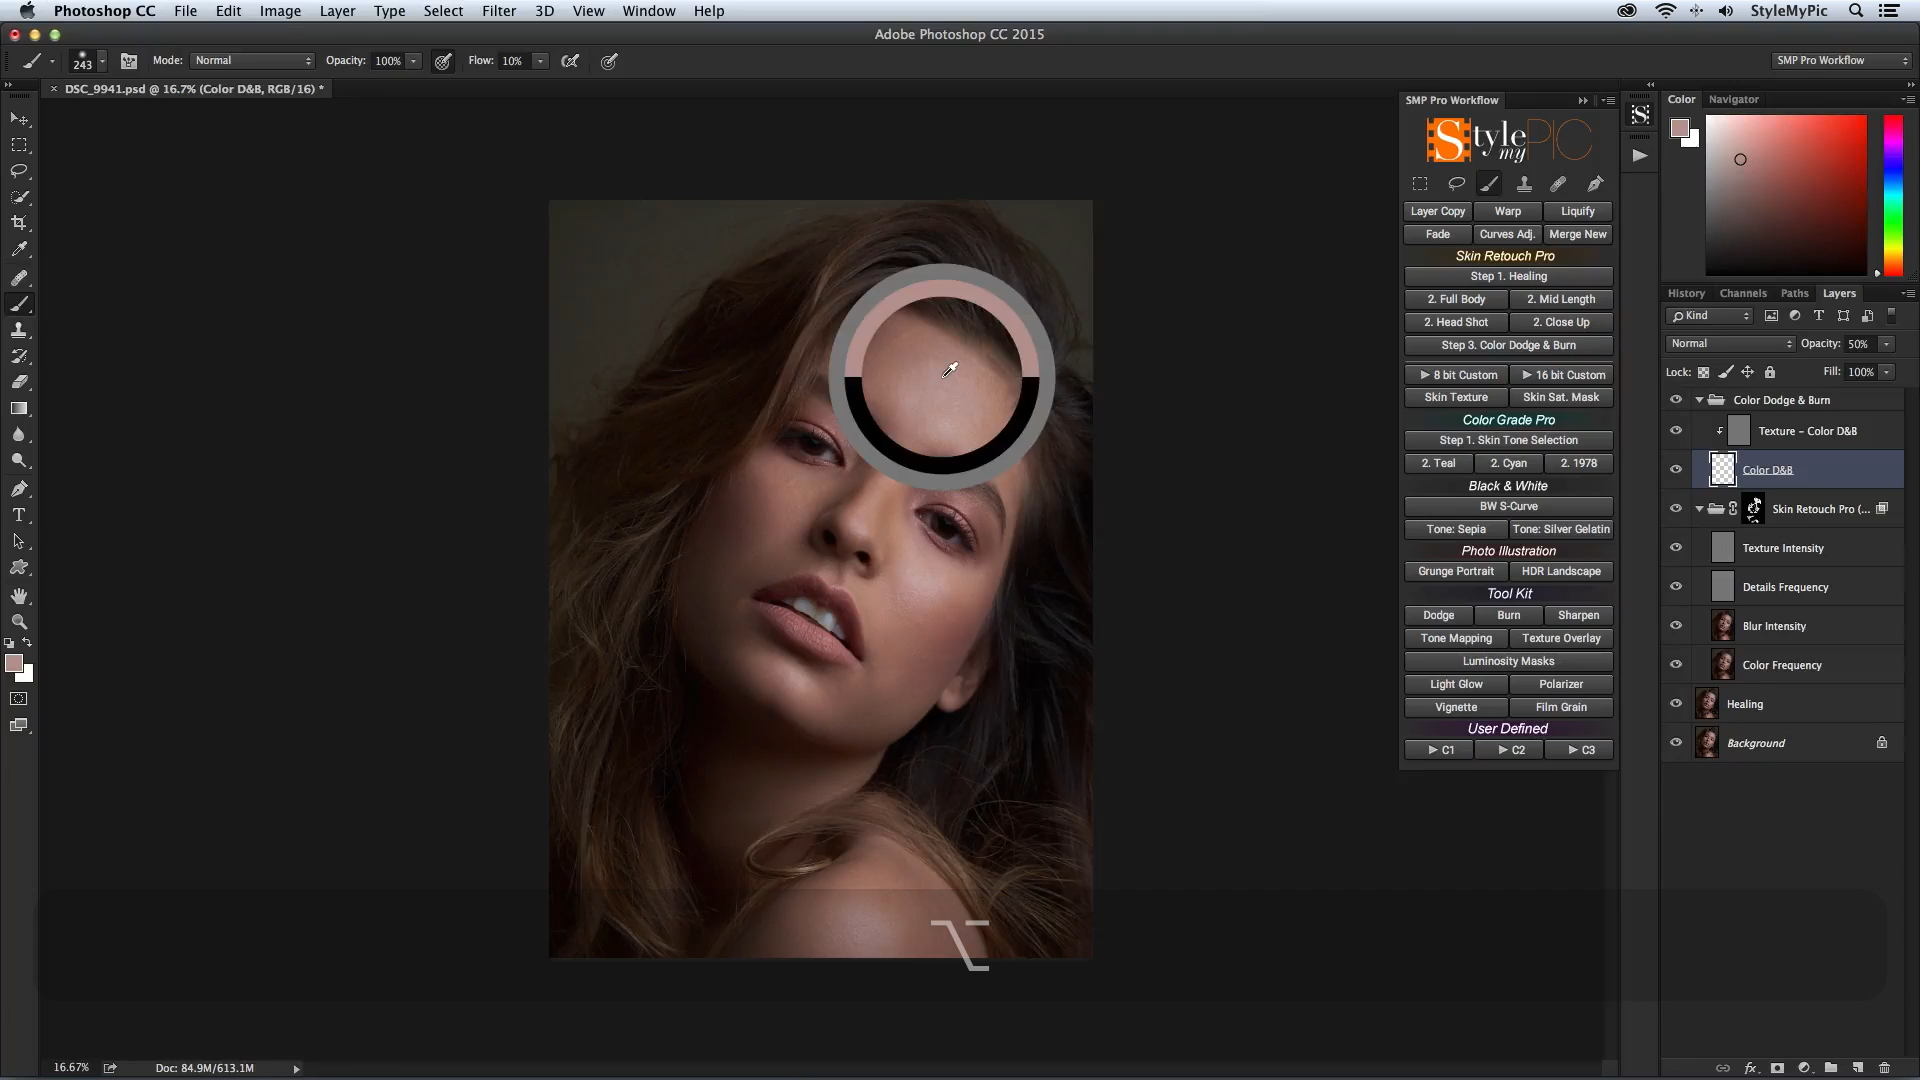 Photoshop CC File Edit Image Layer Type Select Filter 3D View Window Help StyleMyPic
Adobe Photoshop CC 2015
243 Mode: Normal Opacity: 100% Flow: 10% SMP Pro Workflow
× DSC_9941.psd @ 16.7% (Color D&B, RGB/16) *
SMP Pro Workflow
Style my PIC
Layer Copy Warp Liquify
Fade Curves Adj. Merge New
Skin Retouch Pro
Step 1. Healing
2. Full Body 2. Mid Length
2. Head Shot 2. Close Up
Step 3. Color Dodge & Burn
▶ 8 bit Custom ▶ 16 bit Custom
Skin Texture Skin Sat. Mask
Color Grade Pro
Step 1. Skin Tone Selection
2. Teal 2. Cyan 2. 1978
Black & White
BW S-Curve
Tone: Sepia Tone: Silver Gelatin
Photo Illustration
Grunge Portrait HDR Landscape
Tool Kit
Dodge Burn Sharpen
Tone Mapping Texture Overlay
Luminosity Masks
Light Glow Polarizer
Vignette Film Grain
User Defined
▶ C1 ▶ C2 ▶ C3
Color Navigator
History Channels Paths Layers
Kind
Normal Opacity: 50%
Lock: Fill: 100%
Color Dodge & Burn
Texture - Color D&B
Color D&B
Skin Retouch Pro (...
Texture Intensity
Details Frequency
Blur Intensity
Color Frequency
Healing
Background
⌥
16.67% Doc: 84.9M/613.1M